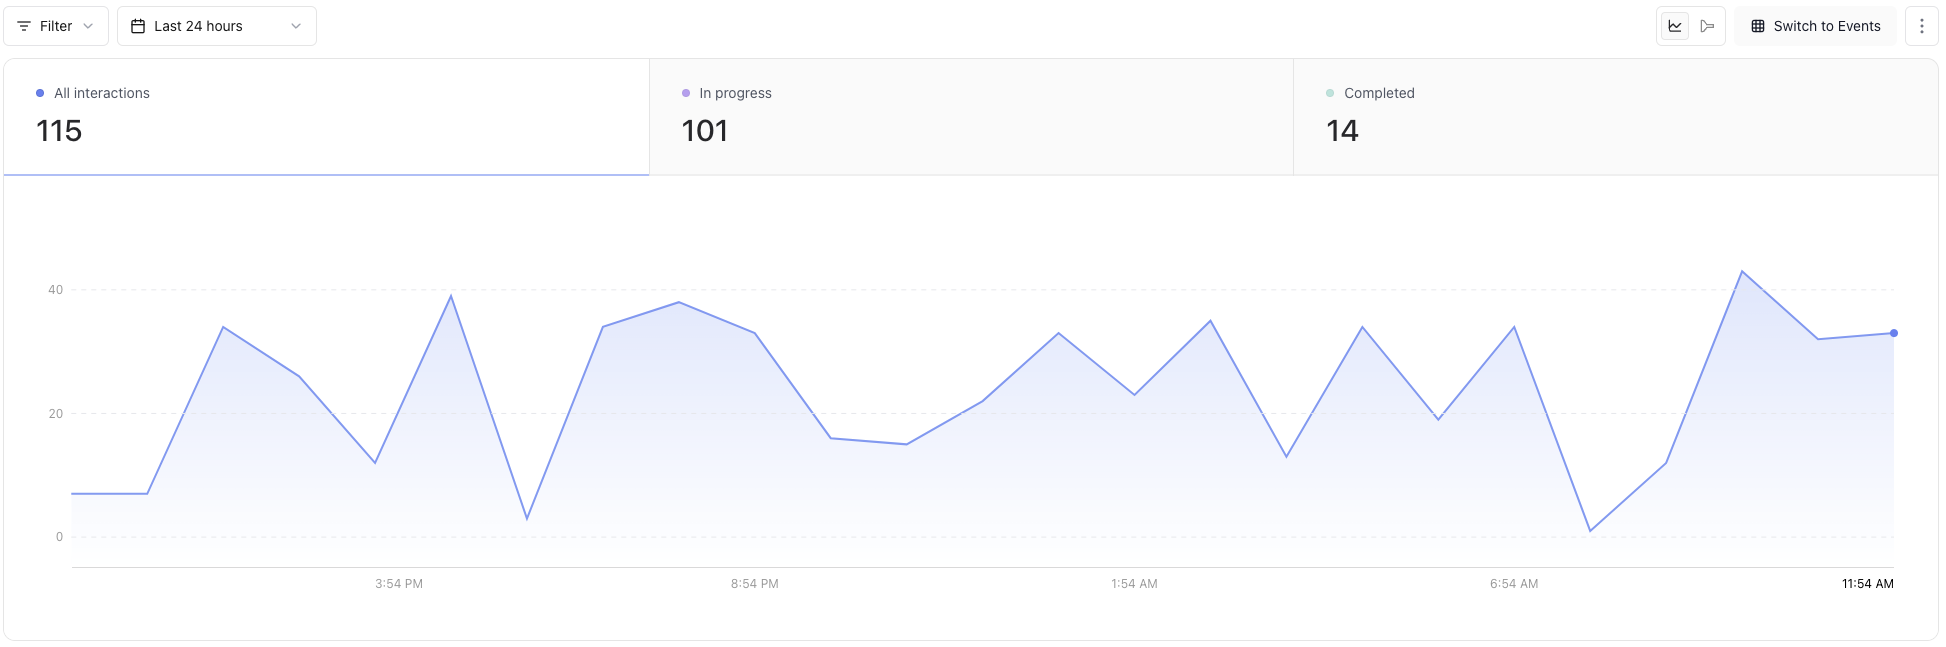 Filter
Last 24 hours
Switch to Events
All interactions
115
In progress
101
Completed
14
40
20
0
3:54 PM
8:54 PM
1:54 AM
6:54 AM
11:54 AM